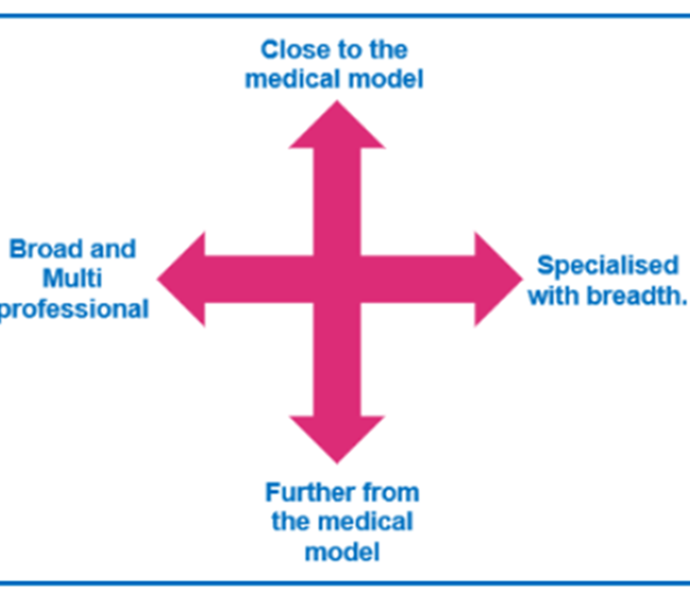 Close to the
medical model
Broad and
Multi
professional
Specialised
with breadth.
Further from
the medical
model